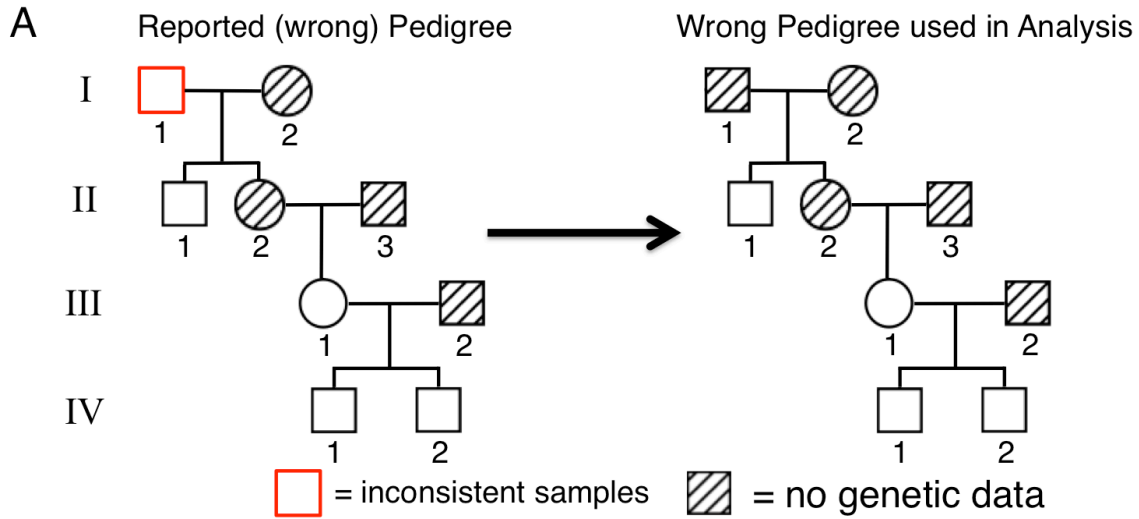 A
Reported (wrong) Pedigree
Wrong Pedigree used in Analysis
I
1 2
1 2
II
1 2 3
1 2 3
III
1 2
1 2
IV
1 2
1 2
= inconsistent samples
= no genetic data